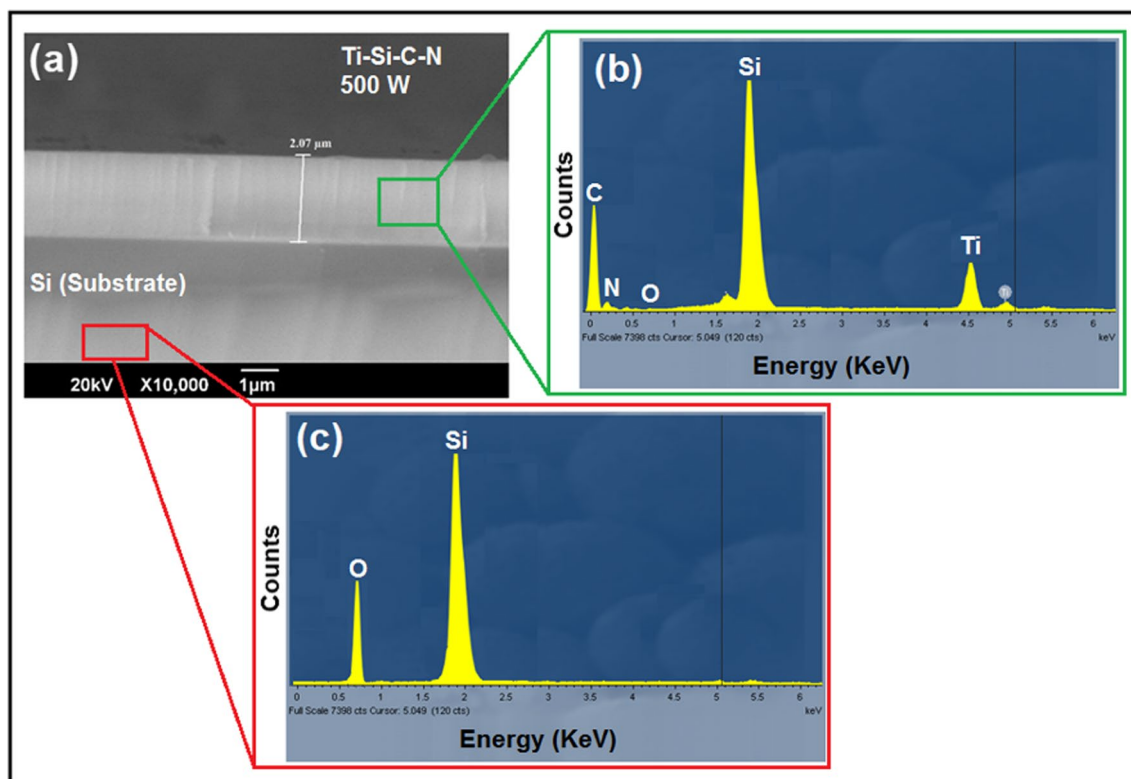 (a)
Ti-Si-C-N
500 W
2.07 µm
Si (Substrate)
20kV X10,000 1µm
(b)
Counts
C
N
O
Si
Ti
Ti
0 0.5 1 1.5 2 2.5 3 3.5 4 4.5 5 5.5 6
Full Scale 7398 cts Cursor: 5.049 (120 cts) keV
Energy (KeV)
(c)
Counts
O
Si
0 0.5 1 1.5 2 2.5 3 3.5 4 4.5 5 5.5 6
Full Scale 7398 cts Cursor: 5.049 (120 cts) keV
Energy (KeV)